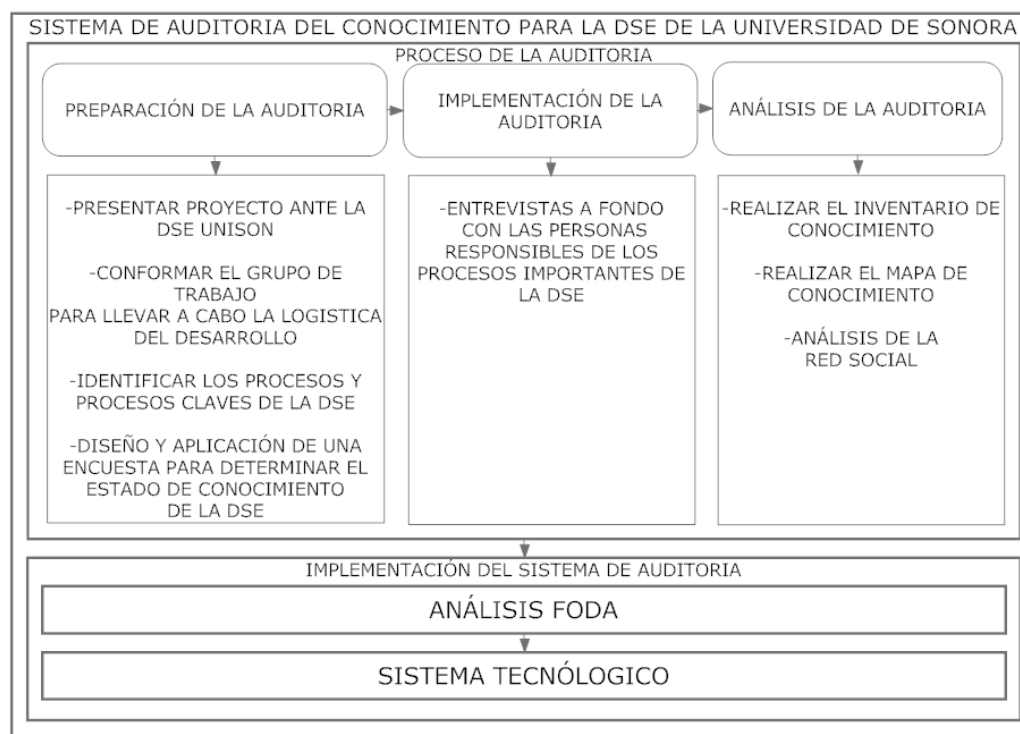 SISTEMA DE AUDITORIA DEL CONOCIMIENTO PARA LA DSE DE LA UNIVERSIDAD DE SONORA
PROCESO DE LA AUDITORIA
PREPARACIÓN DE LA AUDITORIA
IMPLEMENTACIÓN DE LA
AUDITORIA
ANÁLISIS DE LA AUDITORIA
-PRESENTAR PROYECTO ANTE LA
DSE UNISON
-CONFORMAR EL GRUPO DE
TRABAJO
PARA LLEVAR A CABO LA LOGISTICA
DEL DESARROLLO
-IDENTIFICAR LOS PROCESOS Y
PROCESOS CLAVES DE LA DSE
-DISEÑO Y APLICACIÓN DE UNA
ENCUESTA PARA DETERMINAR EL
ESTADO DE CONOCIMIENTO
DE LA DSE
-ENTREVISTAS A FONDO
CON LAS PERSONAS
RESPONSIBLES DE LOS
PROCESOS IMPORTANTES DE
LA DSE
-REALIZAR EL INVENTARIO DE
CONOCIMIENTO
-REALIZAR EL MAPA DE
CONOCIMIENTO
-ANÁLISIS DE LA
RED SOCIAL
IMPLEMENTACIÓN DEL SISTEMA DE AUDITORIA
ANÁLISIS FODA
SISTEMA TECNÓLOGICO